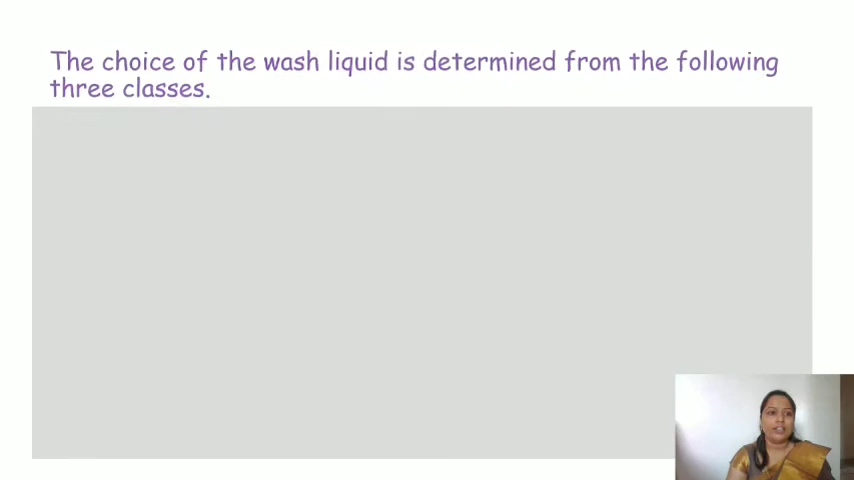 The choice of the wash liquid is determined from the following
three classes.